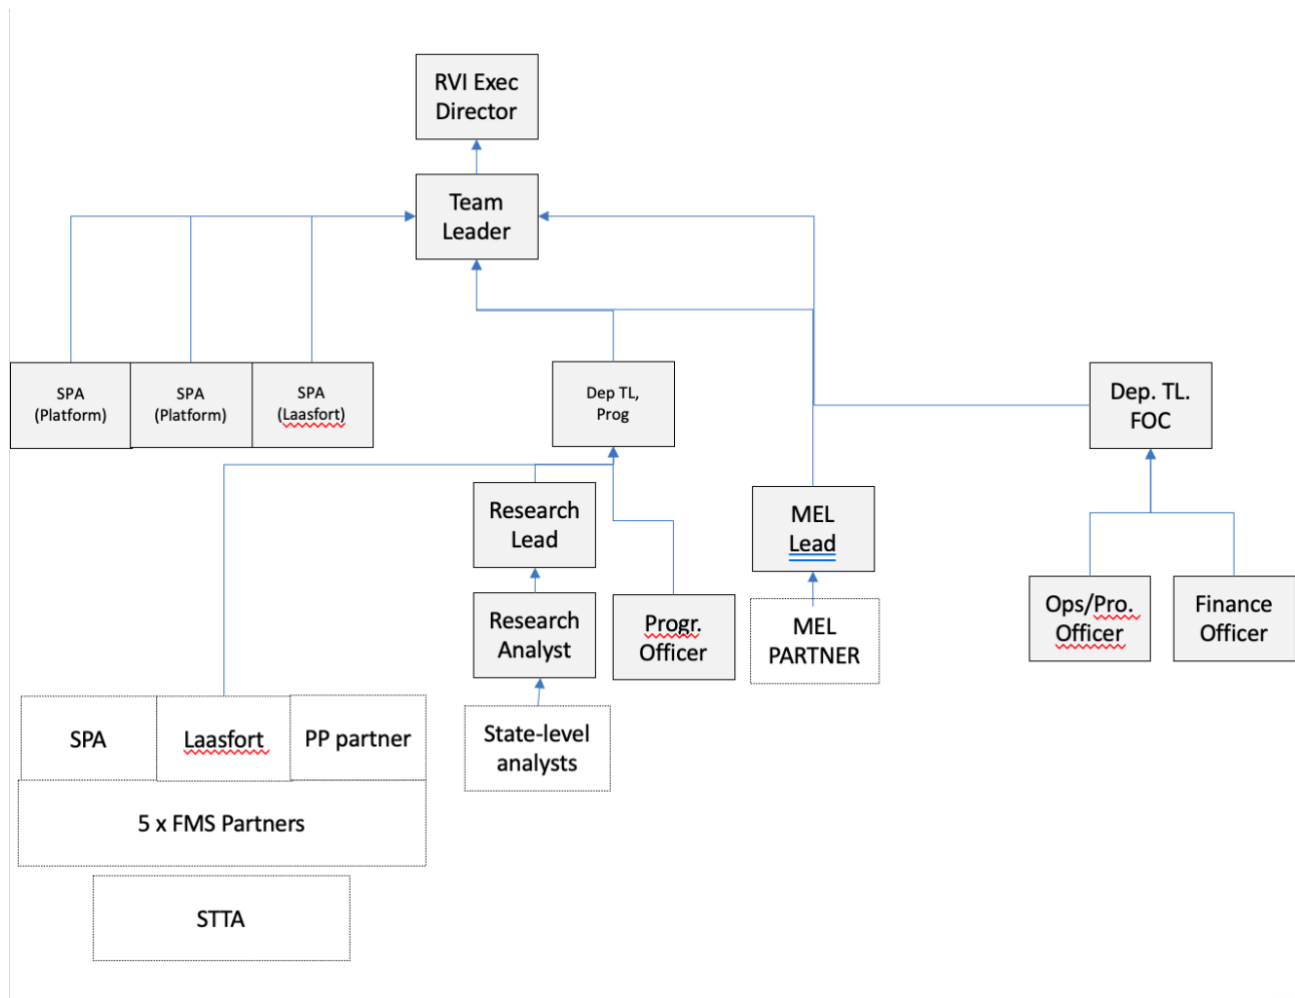 RVI Exec
Director
Team
Leader
SPA
(Platform)
SPA
(Platform)
SPA
(Laasfort)
Dep TL,
Prog
Dep. TL.
FOC
Research
Lead
MEL
Lead
Research
Analyst
Progr.
Officer
MEL
PARTNER
Ops/Pro.
Officer
Finance
Officer
SPA
Laasfort
PP partner
State-level
analysts
5 x FMS Partners
STTA